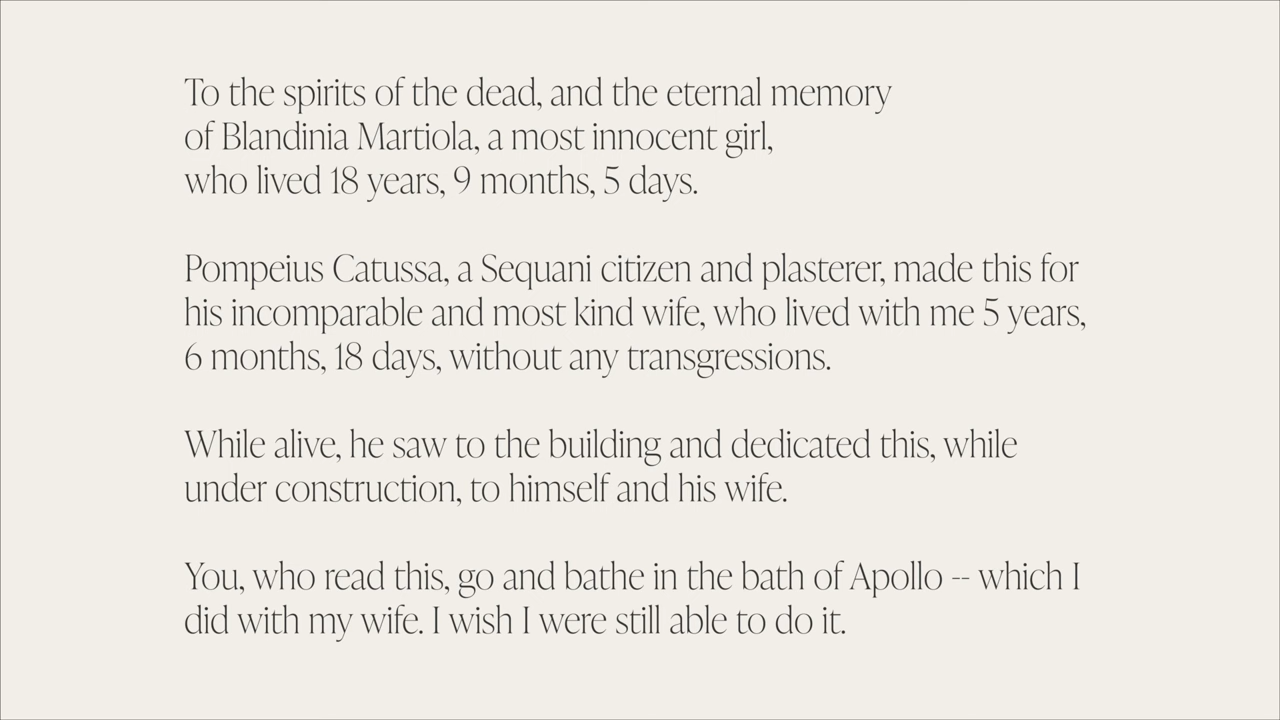 To the spirits of the dead, and the eternal memory
of Blandinia Martiola, a most innocent girl,
who lived 18 years, 9 months, 5 days.
Pompeius Catussa, a Sequani citizen and plasterer, made this for
his incomparable and most kind wife, who lived with me 5 years,
6 months, 18 days, without any transgressions.
While alive, he saw to the building and dedicated this, while
under construction, to himself and his wife.
You, who read this, go and bathe in the bath of Apollo -- which I
did with my wife. I wish I were still able to do it.